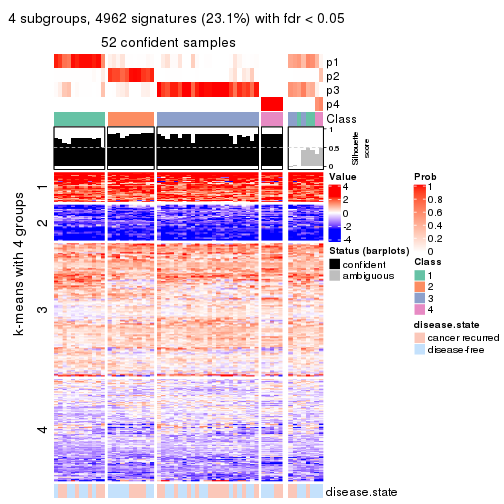 4 subgroups, 4962 signatures (23.1%) with fdr < 0.05
52 confident samples
p1
p2
p3
p4
Class
1
0.5
0
Silhouette
score
k-means with 4 groups
1
2
3
4
disease.state
Value
4
2
0
-2
-4
Status (barplots)
confident
ambiguous
Prob
1
0.8
0.6
0.4
0.2
0
Class
1
2
3
4
disease.state
cancer recurred
disease-free